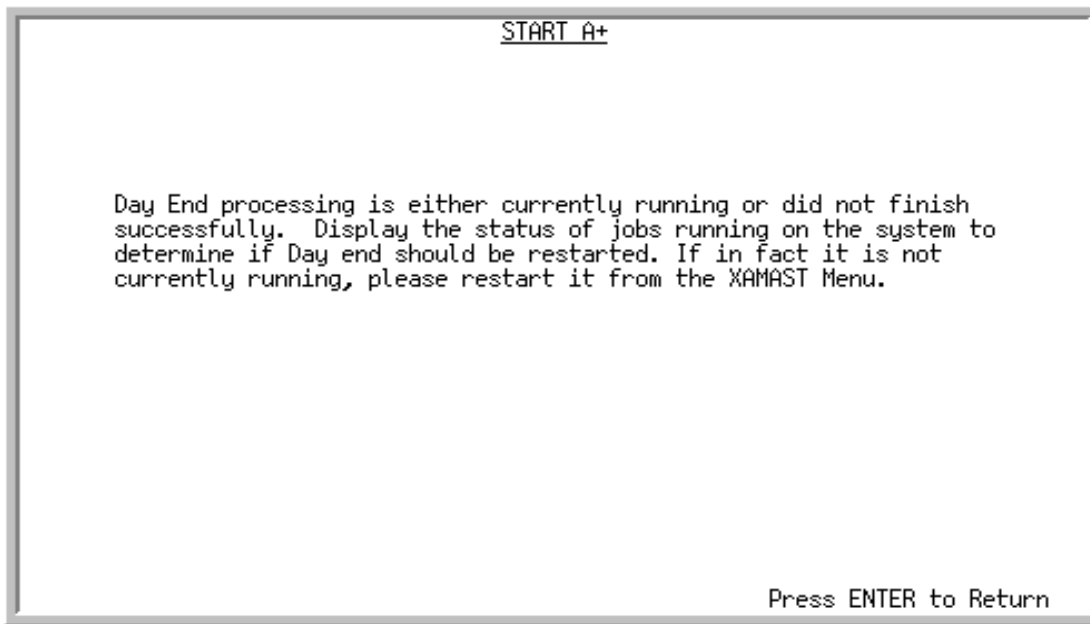 START A+
Day End processing is either currently running or did not finish
successfully.  Display the status of jobs running on the system to
determine if Day end should be restarted. If in fact it is not
currently running, please restart it from the XAMAST Menu.
Press ENTER to Return